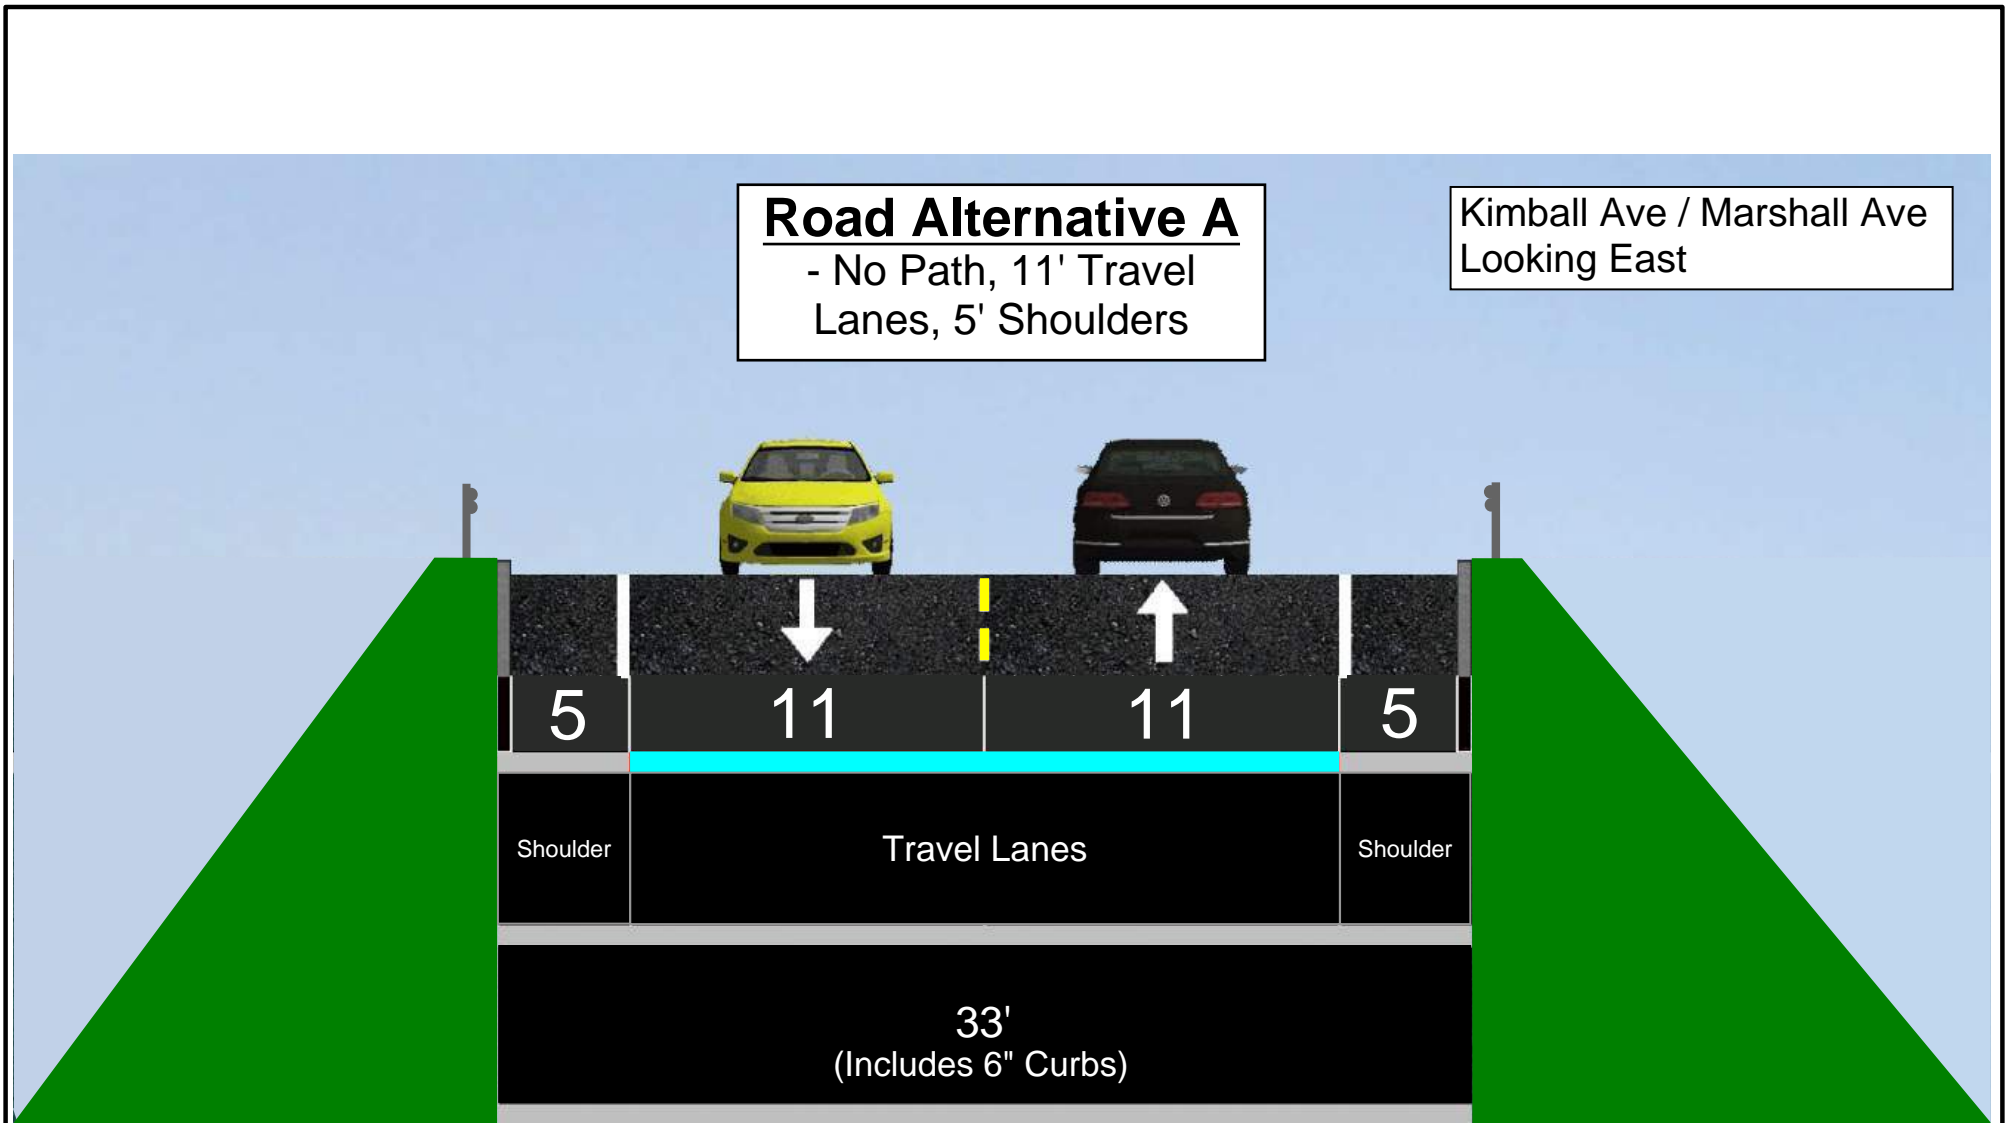 Road Alternative A
- No Path, 11' Travel
Lanes, 5' Shoulders
Kimball Ave / Marshall Ave
Looking East
5 11 11 5
Shoulder Travel Lanes Shoulder
33'
(Includes 6" Curbs)